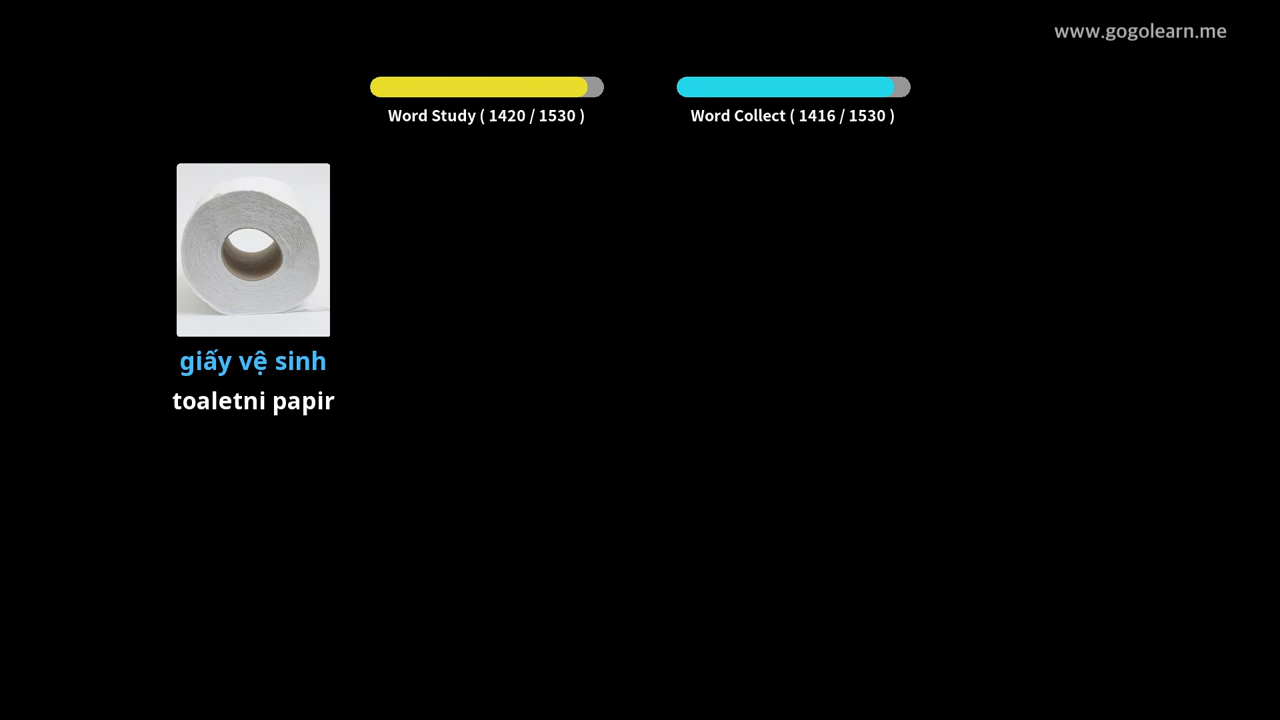 www.gogolearn.me
Word Study ( 1420 / 1530 )
Word Collect ( 1416 / 1530 )
giấy vệ sinh
toaletni papir